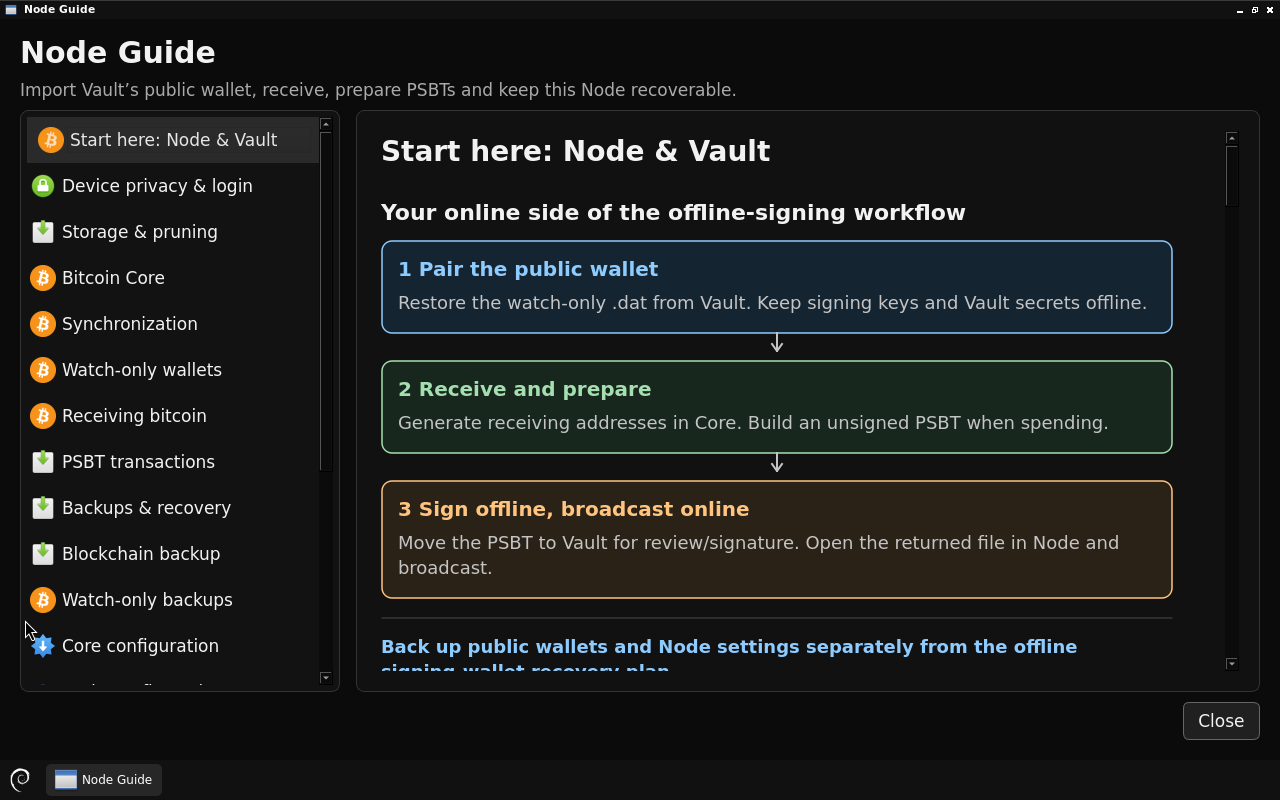 Node Guide
Node Guide
Import Vault’s public wallet, receive, prepare PSBTs and keep this Node recoverable.
Start here: Node & Vault
Device privacy & login
Storage & pruning
Bitcoin Core
Synchronization
Watch-only wallets
Receiving bitcoin
PSBT transactions
Backups & recovery
Blockchain backup
Watch-only backups
Core configuration
Start here: Node & Vault
Your online side of the offline-signing workflow
1 Pair the public wallet
Restore the watch-only .dat from Vault. Keep signing keys and Vault secrets offline.
2 Receive and prepare
Generate receiving addresses in Core. Build an unsigned PSBT when spending.
3 Sign offline, broadcast online
Move the PSBT to Vault for review/signature. Open the returned file in Node and
broadcast.
Back up public wallets and Node settings separately from the offline
signing wallet recovery plan
Close
Node Guide